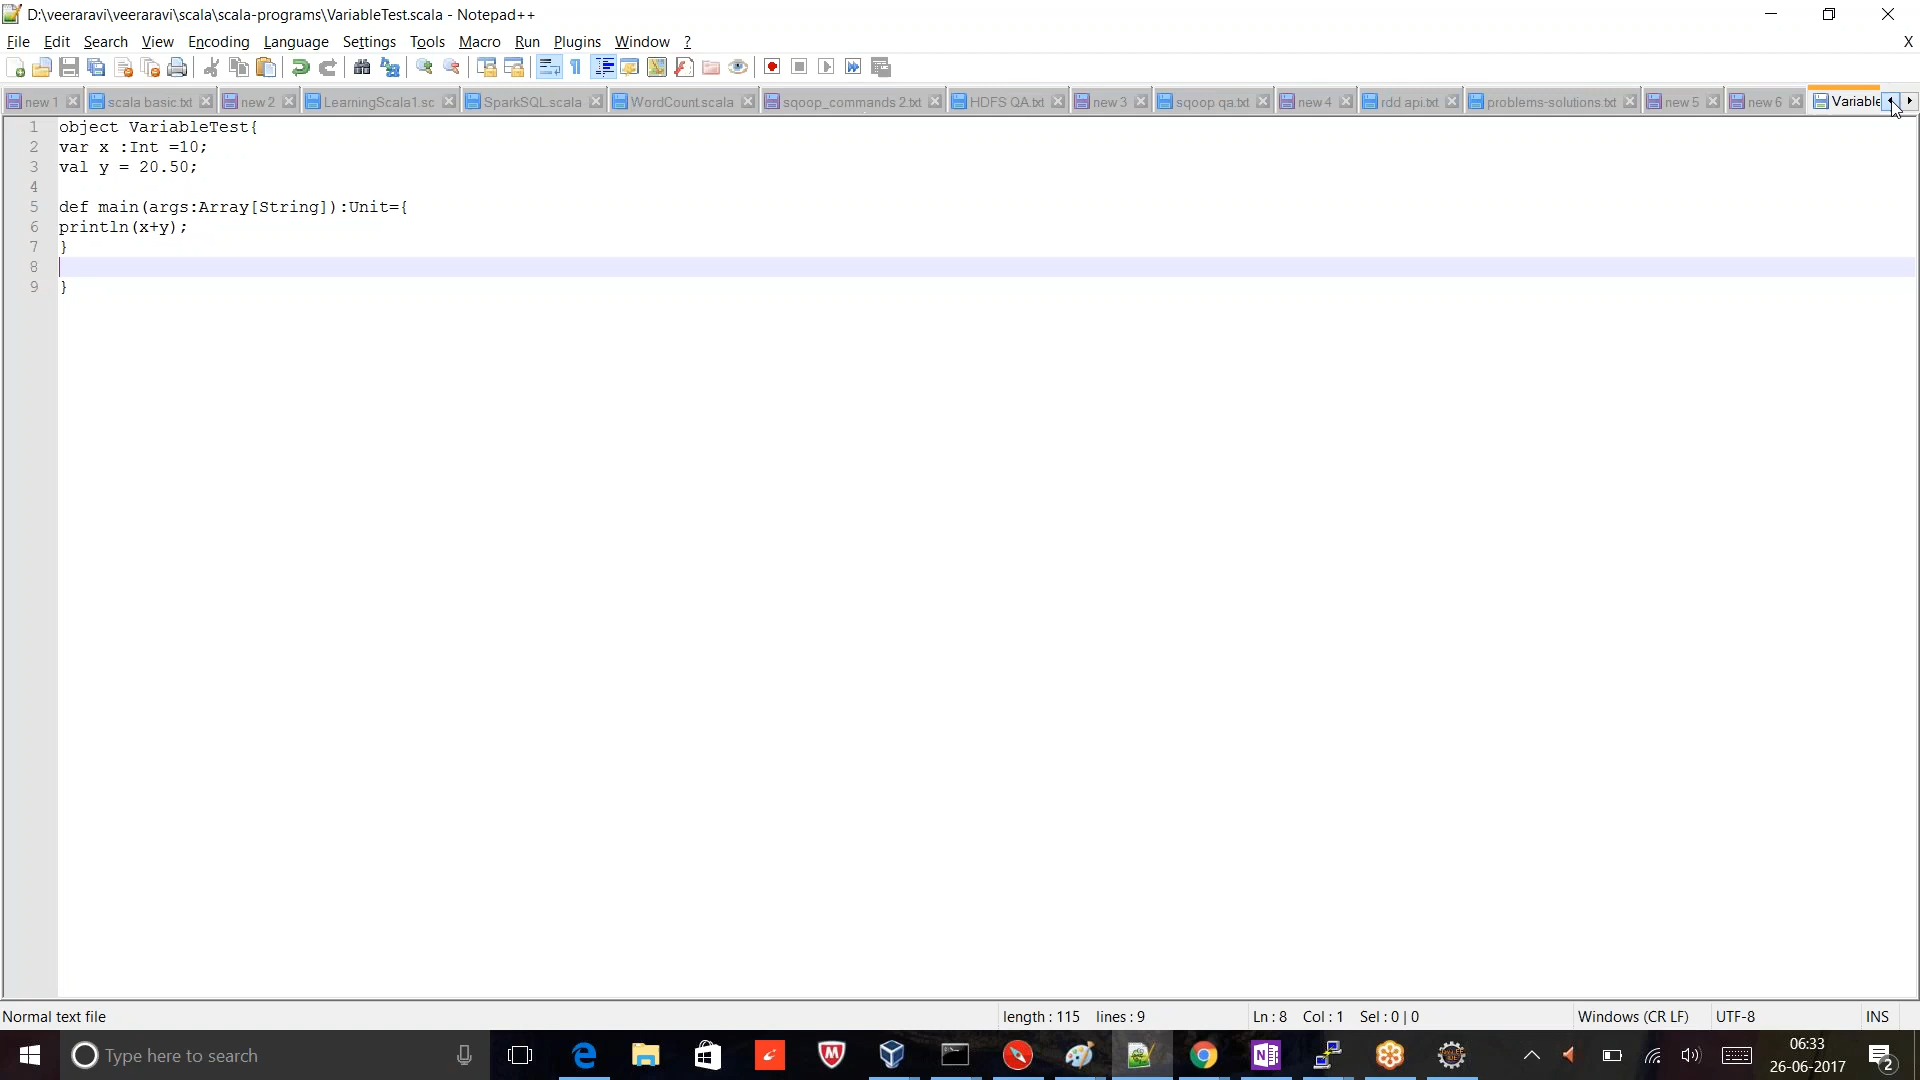 D:\veeraravi\veeraravi\scala\scala-programs\VariableTest.scala - Notepad++
File Edit Search View Encoding Language Settings Tools Macro Run Plugins Window ? X
new 1 scala basic.txt new 2 LearningScala1.sc SparkSQL.scala WordCount.scala sqoop_commands 2.txt HDFS QA.txt new 3 sqoop qa.txt new 4 rdd api.txt problems-solutions.txt new 5 new 6 Variable
1 object VariableTest{
2 var x :Int =10;
3 val y = 20.50;
4
5 def main(args:Array[String]):Unit={
6 println(x+y);
7 }
8
9 }
Normal text file length : 115 lines : 9 Ln : 8 Col : 1 Sel : 0 | 0 Windows (CR LF) UTF-8 INS
Type here to search
06:33
26-06-2017
2